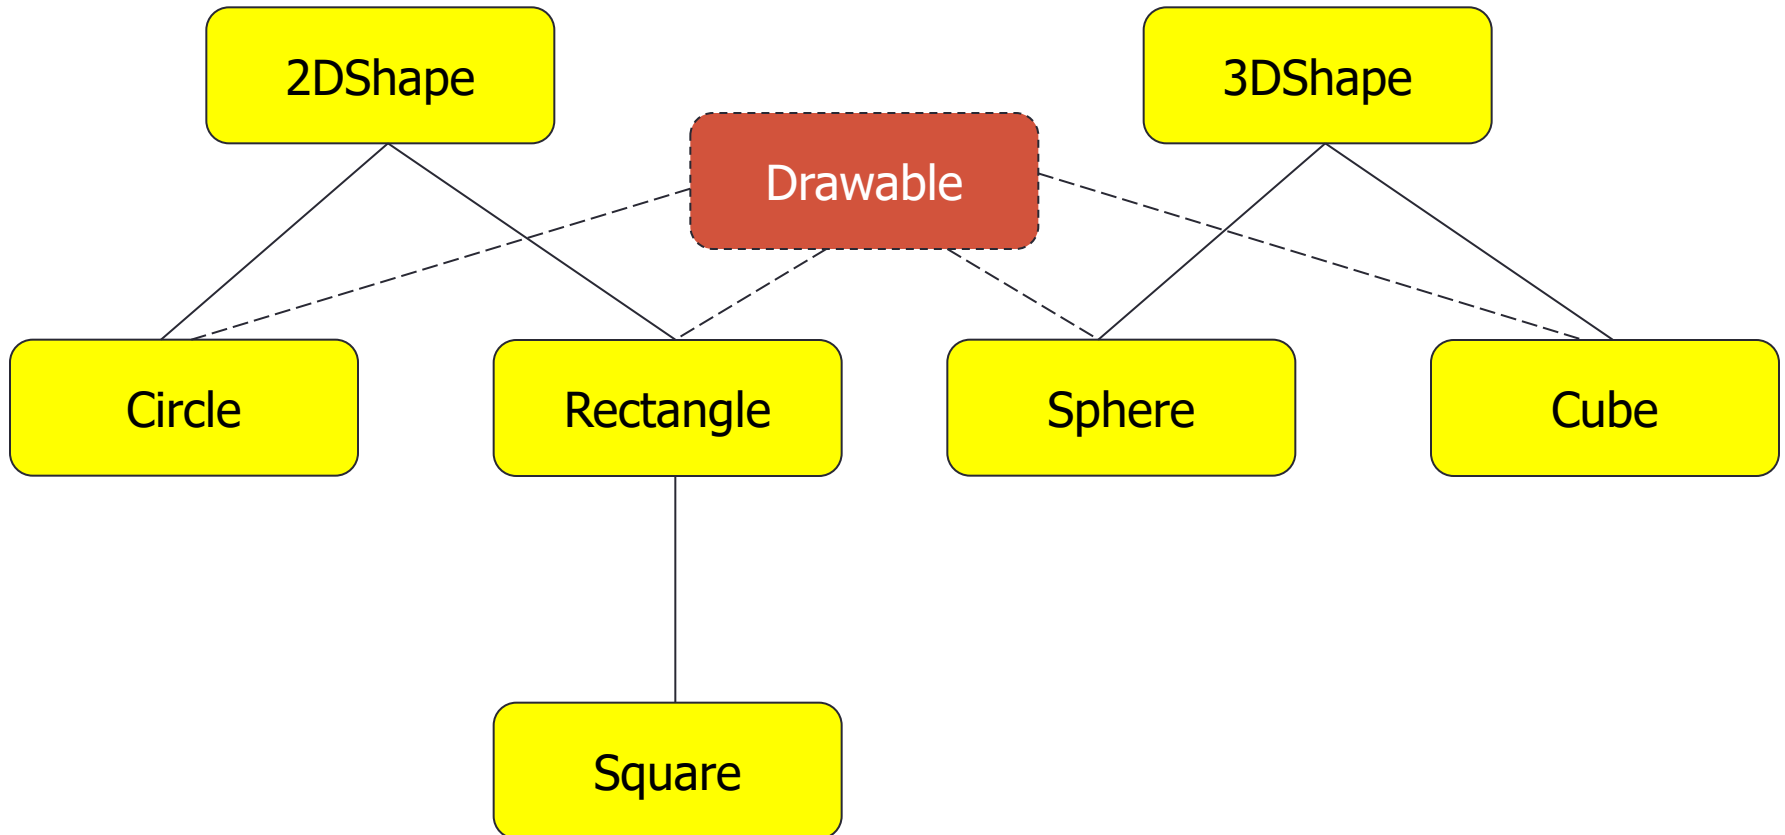 2DShape
3DShape
Drawable
Circle
Rectangle
Sphere
Cube
Square